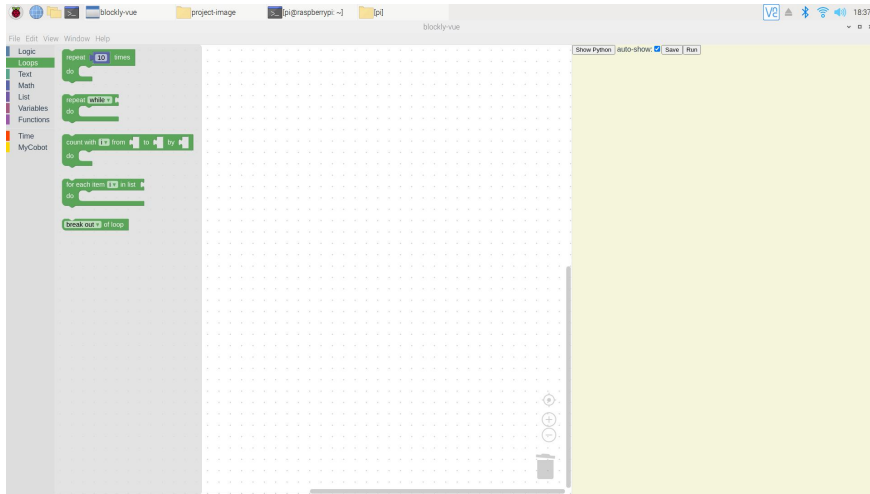 blockly-vue
project-image
[pi@raspberrypi: ~]
[pi]
V2
18:37
blockly-vue
File Edit View Window Help
Logic
Loops
Text
Math
List
Variables
Functions
Time
MyCobot
repeat 10 times
do
repeat while
do
count with i from to by
do
for each item i in list
do
break out of loop
Show Python auto-show: Save Run